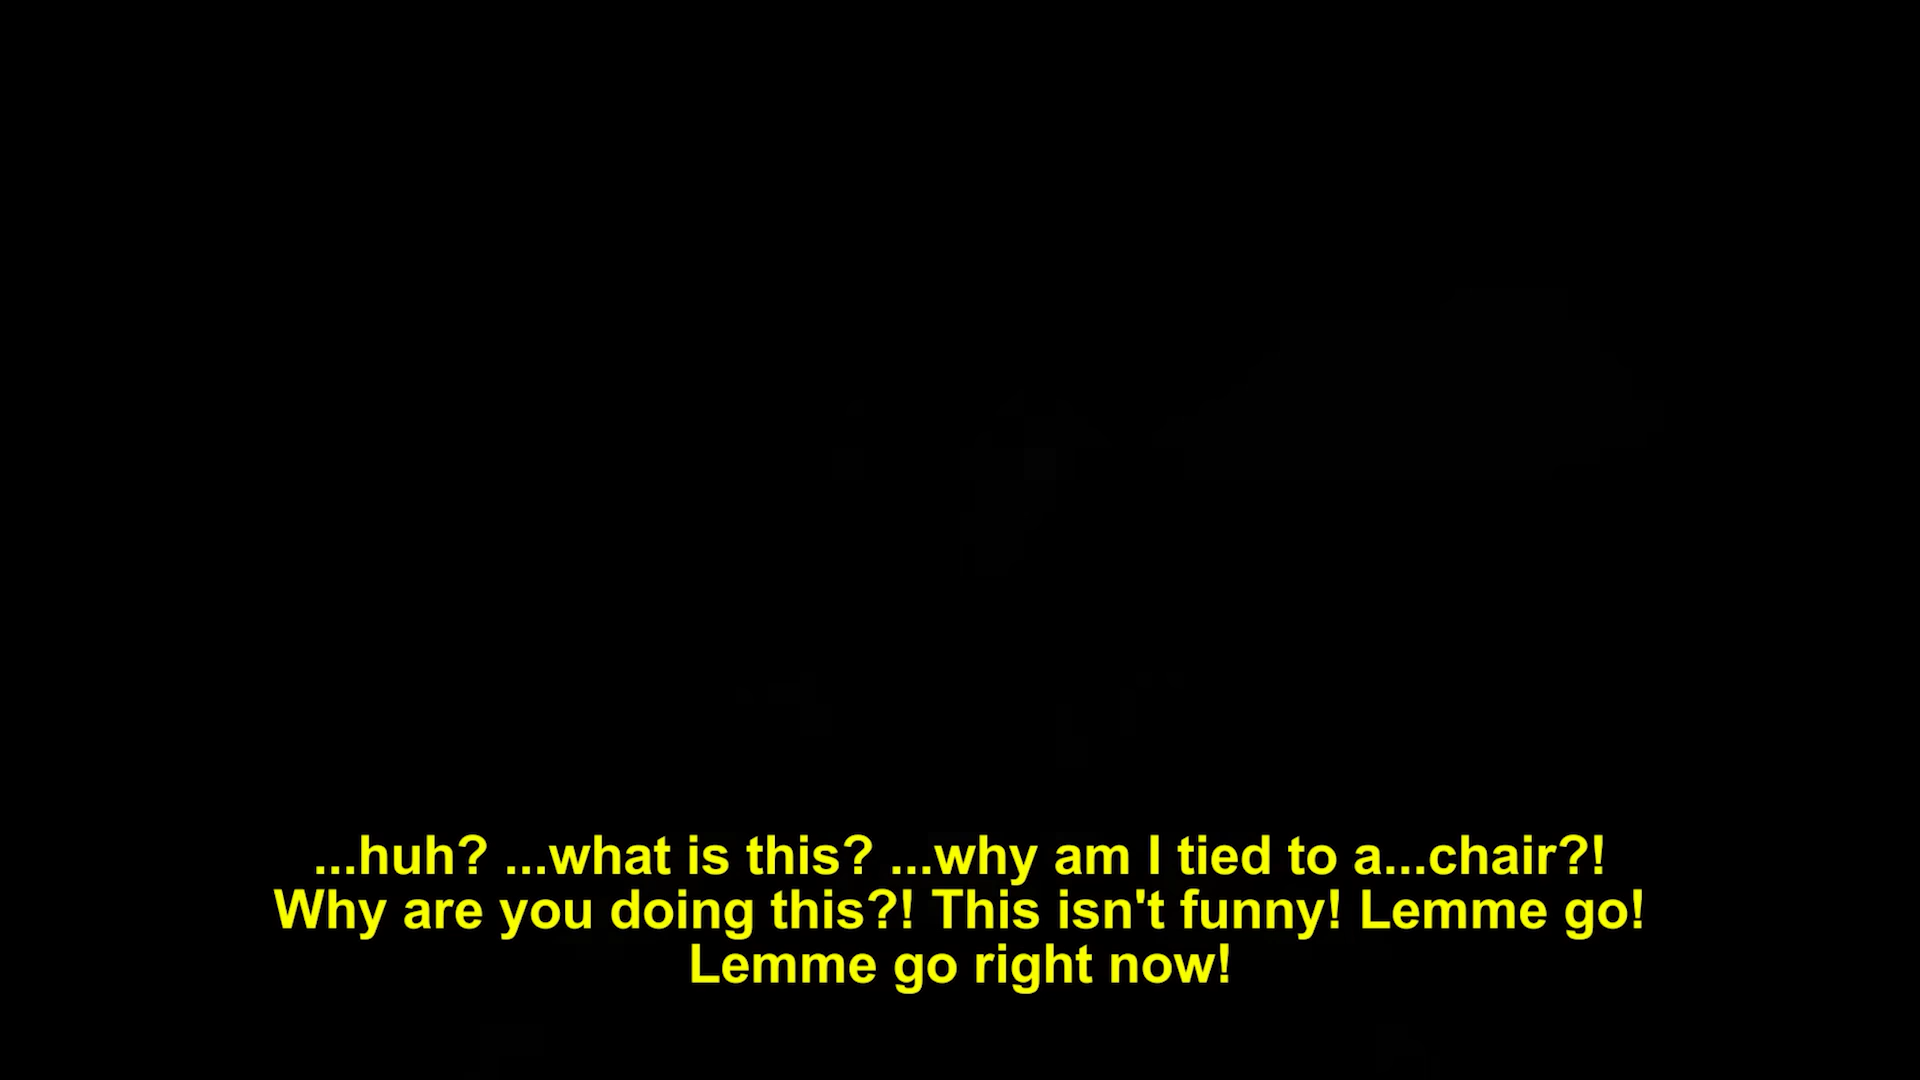 ...huh? ...what is this? ...why am I tied to a...chair?!
Why are you doing this?! This isn't funny! Lemme go!
Lemme go right now!